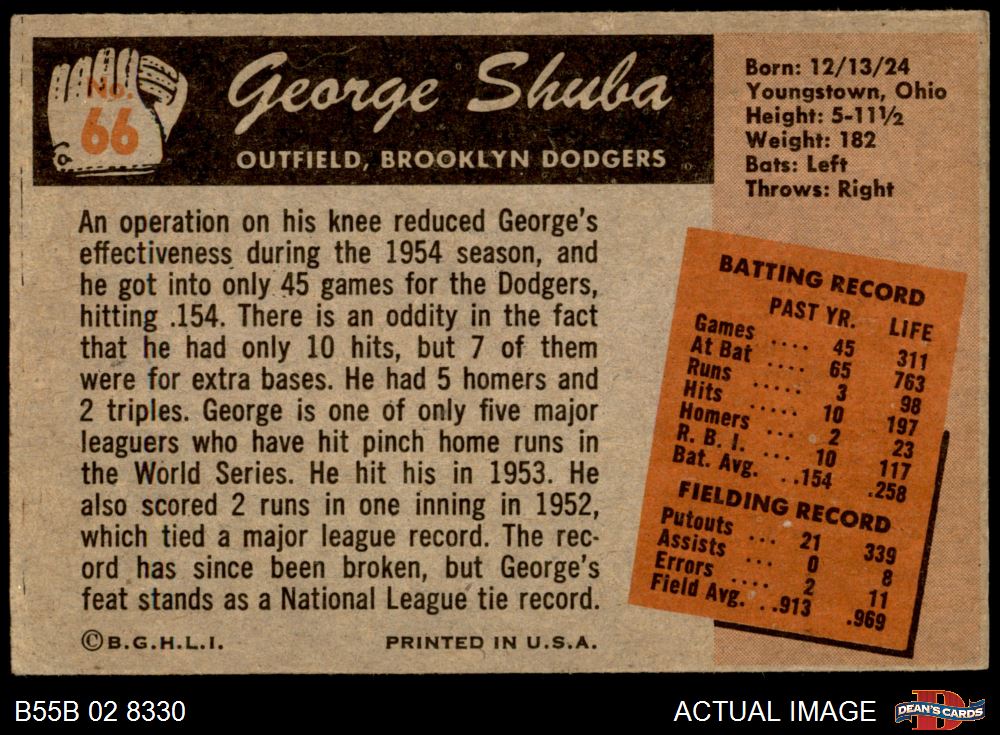 No.
66
George Shuba
OUTFIELD, BROOKLYN DODGERS
Born: 12/13/24
Youngstown, Ohio
Height: 5-11½
Weight: 182
Bats: Left
Throws: Right
An operation on his knee reduced George's
effectiveness during the 1954 season, and
he got into only 45 games for the Dodgers,
hitting .154. There is an oddity in the fact
that he had only 10 hits, but 7 of them
were for extra bases. He had 5 homers and
2 triples. George is one of only five major
leaguers who have hit pinch home runs in
the World Series. He hit his in 1953. He
also scored 2 runs in one inning in 1952,
which tied a major league record. The rec-
ord has since been broken, but George's
feat stands as a National League tie record.
BATTING RECORD
PAST YR. LIFE
Games .... 45 311
At Bat .... 65 763
Runs ..... 3 98
Hits ..... 10 197
Homers ... 2 23
R. B. I. ... 10 117
Bat. Avg. ..154 .258
FIELDING RECORD
Putouts ... 21 339
Assists ... 0 8
Errors .... 2 11
Field Avg. ..913 .969
©B.G.H.L.I. PRINTED IN U.S.A.
B55B 02 8330 ACTUAL IMAGE DEAN'S CARDS